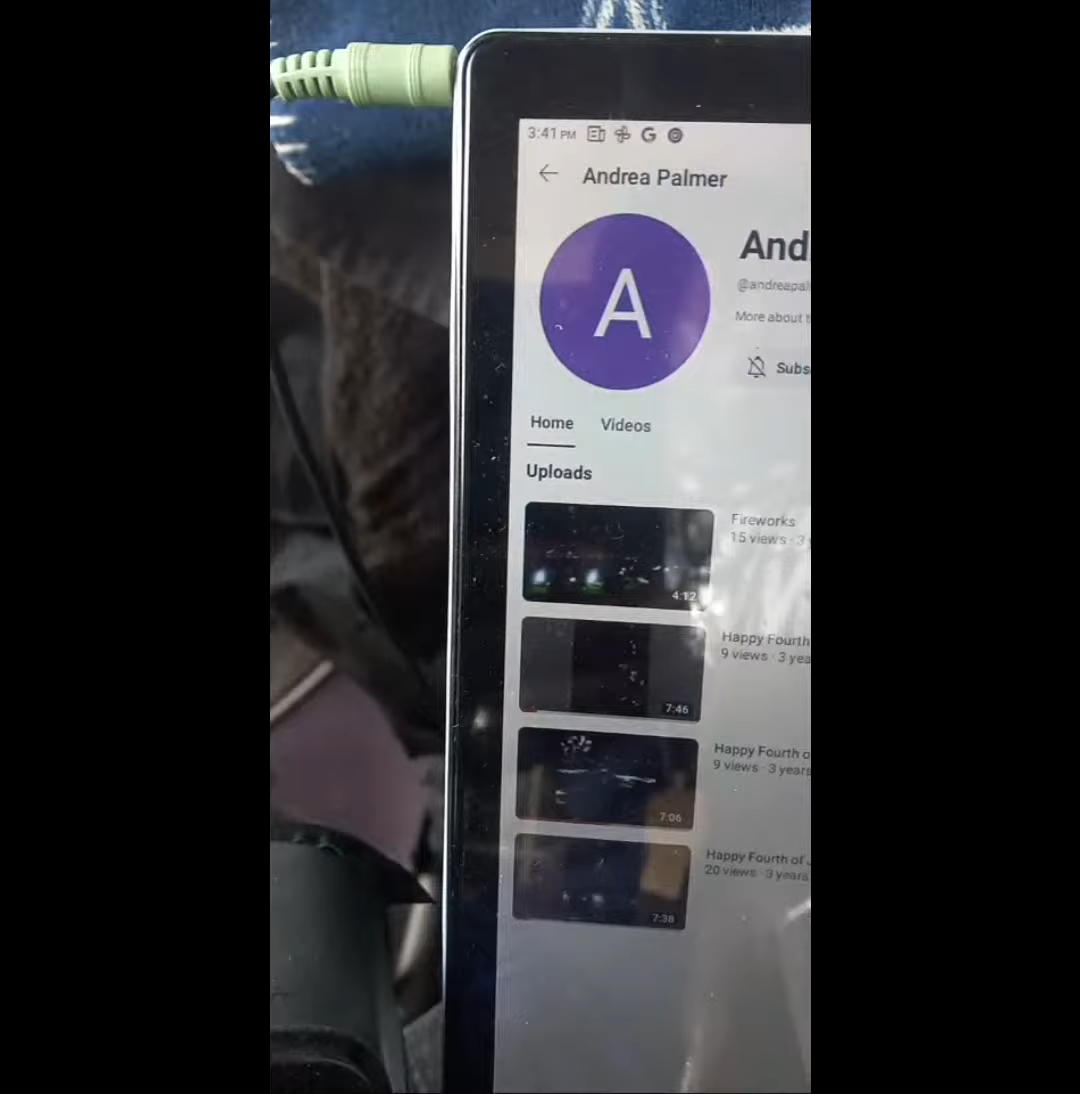 3:41 PM
Andrea Palmer
A
And
@andreapal
More about t
Subs
Home Videos
Uploads
Fireworks
15 views · 3
4:12
Happy Fourth
9 views · 3 yea
7:46
Happy Fourth o
9 views · 3 years
7:06
Happy Fourth of J
20 views · 3 years
7:38